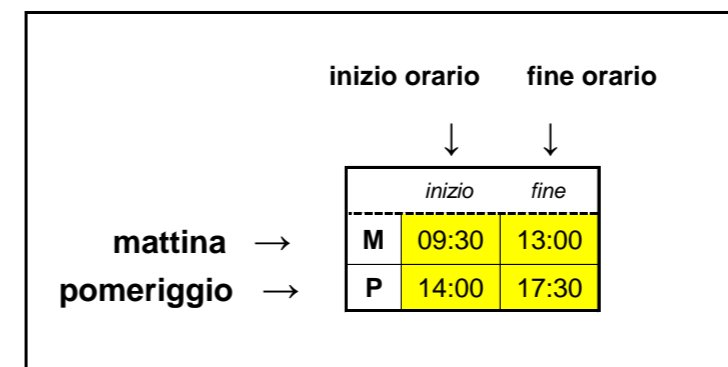 inizio orario fine orario
↓ ↓
inizio fine
mattina → M 09:30 13:00
pomeriggio → P 14:00 17:30